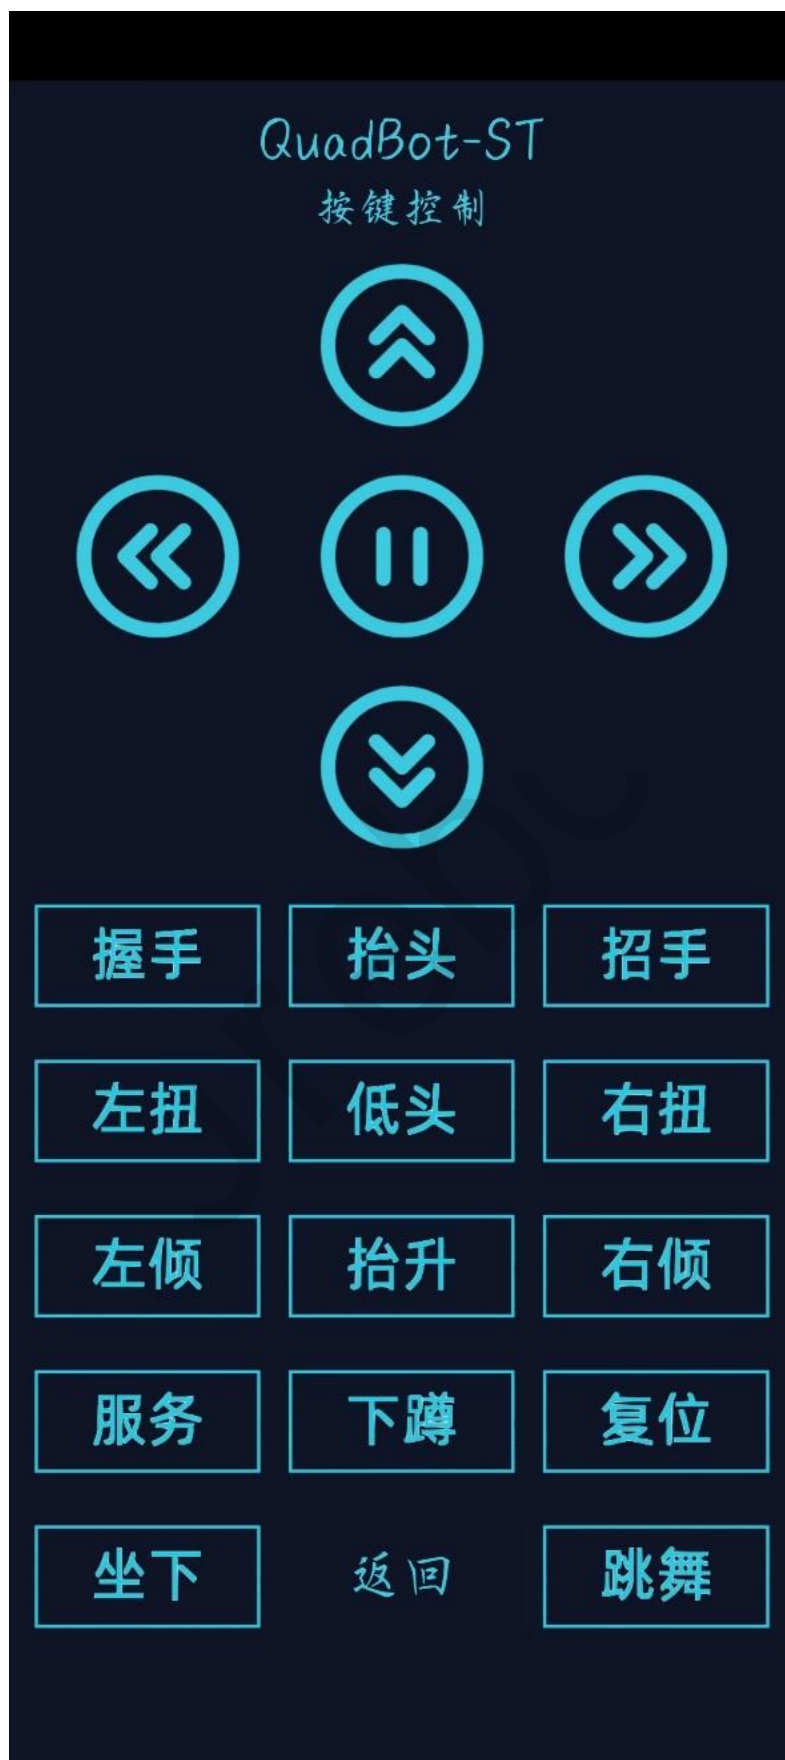 QuadBot-ST
按键控制
握手 抬头 招手
左扭 低头 右扭
左倾 抬升 右倾
服务 下蹲 复位
坐下 返回 跳舞